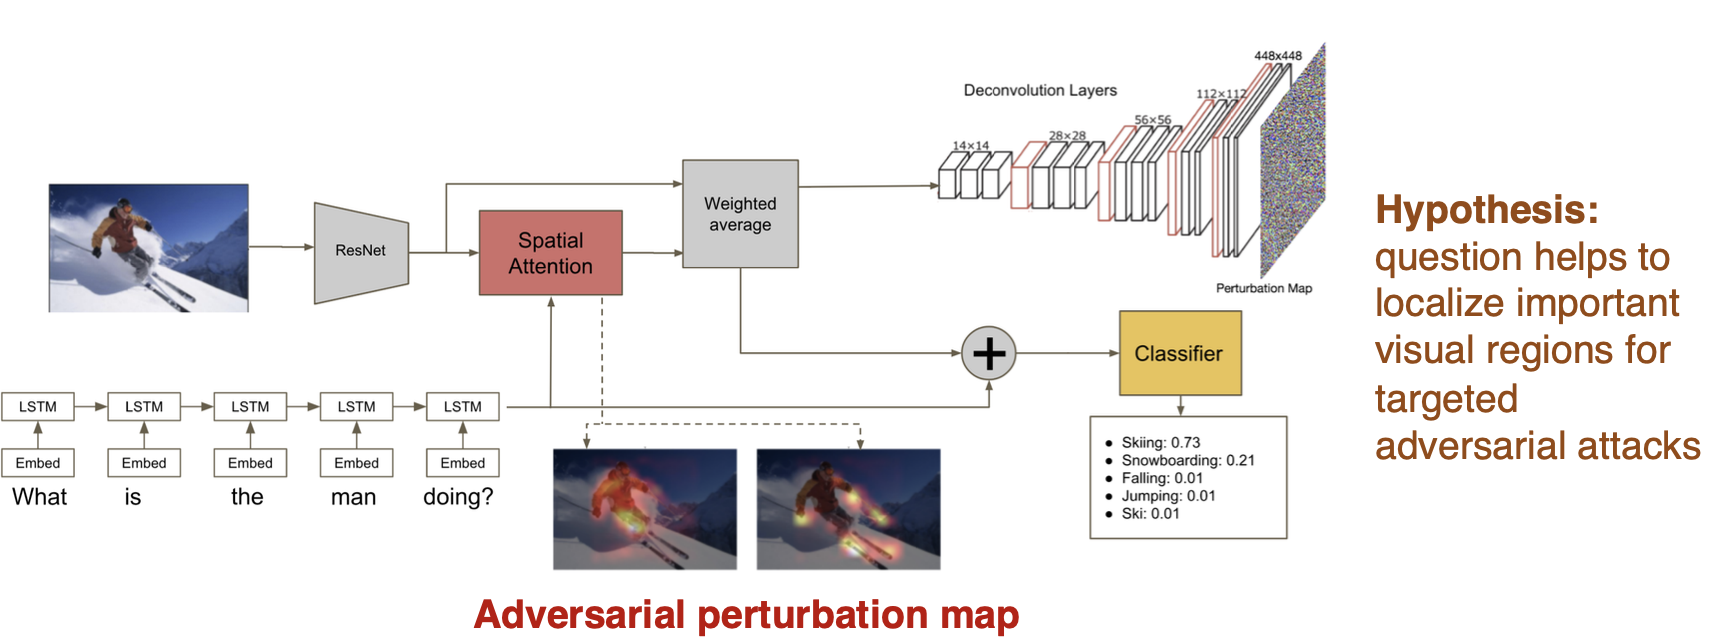 448x448
Deconvolution Layers
112×112
56×56
28×28
14×14
Weighted
average
ResNet
Spatial
Attention
Perturbation Map
Hypothesis:
question helps to
localize important
visual regions for
targeted
adversarial attacks
Classifier
LSTM LSTM LSTM LSTM LSTM
Embed Embed Embed Embed Embed
What is the man doing?
• Skiing: 0.73
• Snowboarding: 0.21
• Falling: 0.01
• Jumping: 0.01
• Ski: 0.01
Adversarial perturbation map